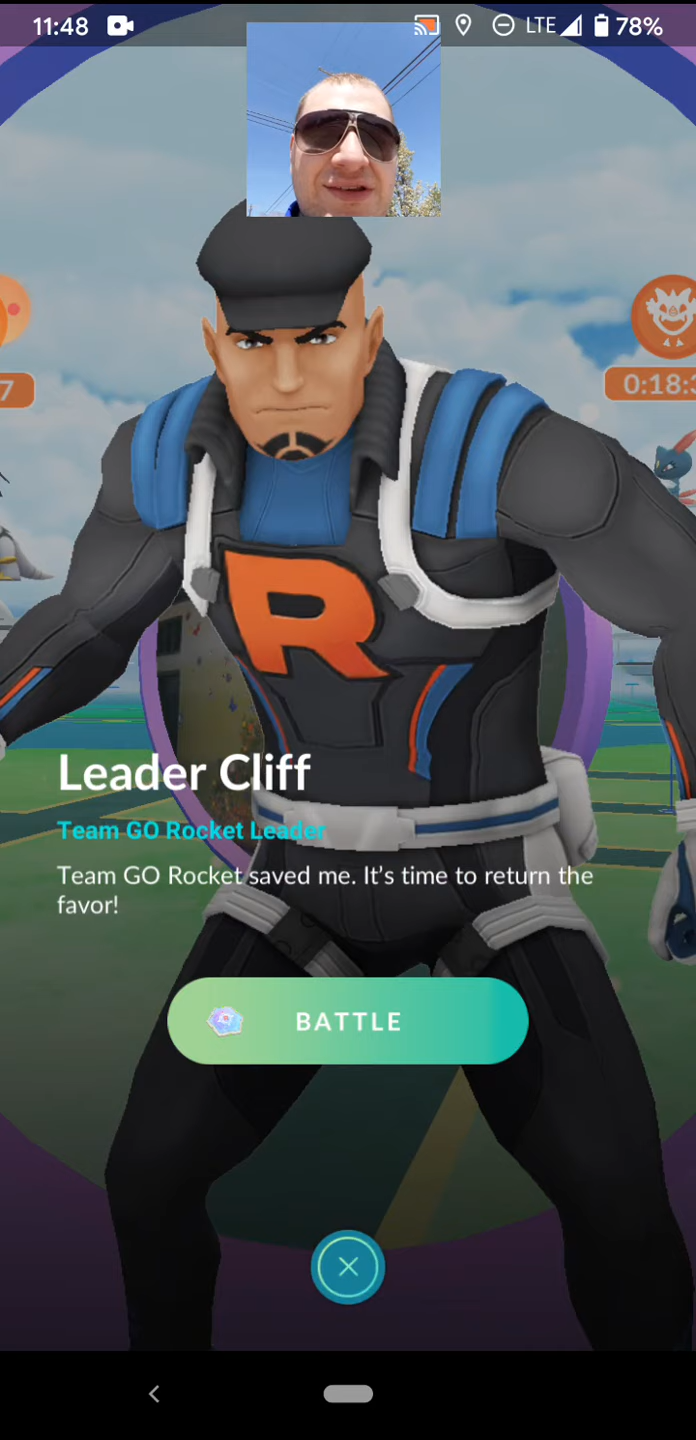 11:48 LTE 78%
7
0:18:
R
Leader Cliff
Team GO Rocket Leader
Team GO Rocket saved me. It's time to return the
favor!
BATTLE